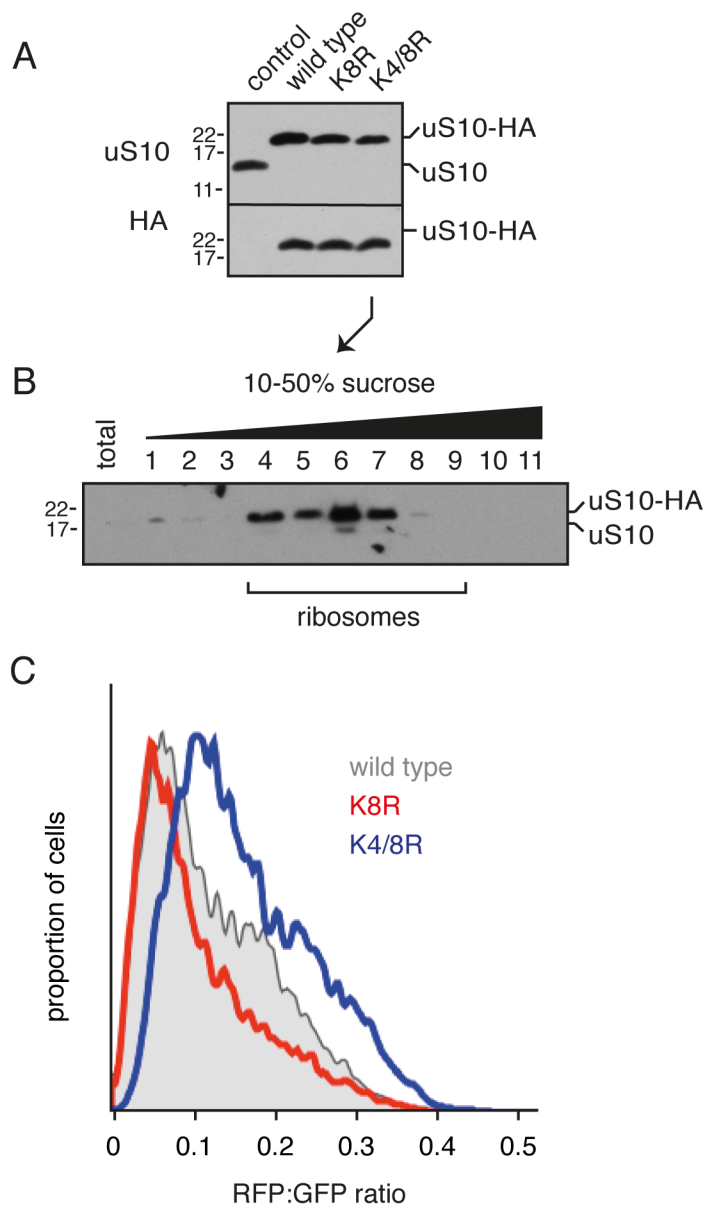 A
control
wild type
K8R
K4/8R
uS10
22-
17-
11-
uS10-HA
uS10
HA
22-
17-
uS10-HA
B
10-50% sucrose
total
1 2 3 4 5 6 7 8 9 10 11
22-
17-
uS10-HA
uS10
ribosomes
C
wild type
K8R
K4/8R
proportion of cells
0 0.1 0.2 0.3 0.4 0.5
RFP:GFP ratio